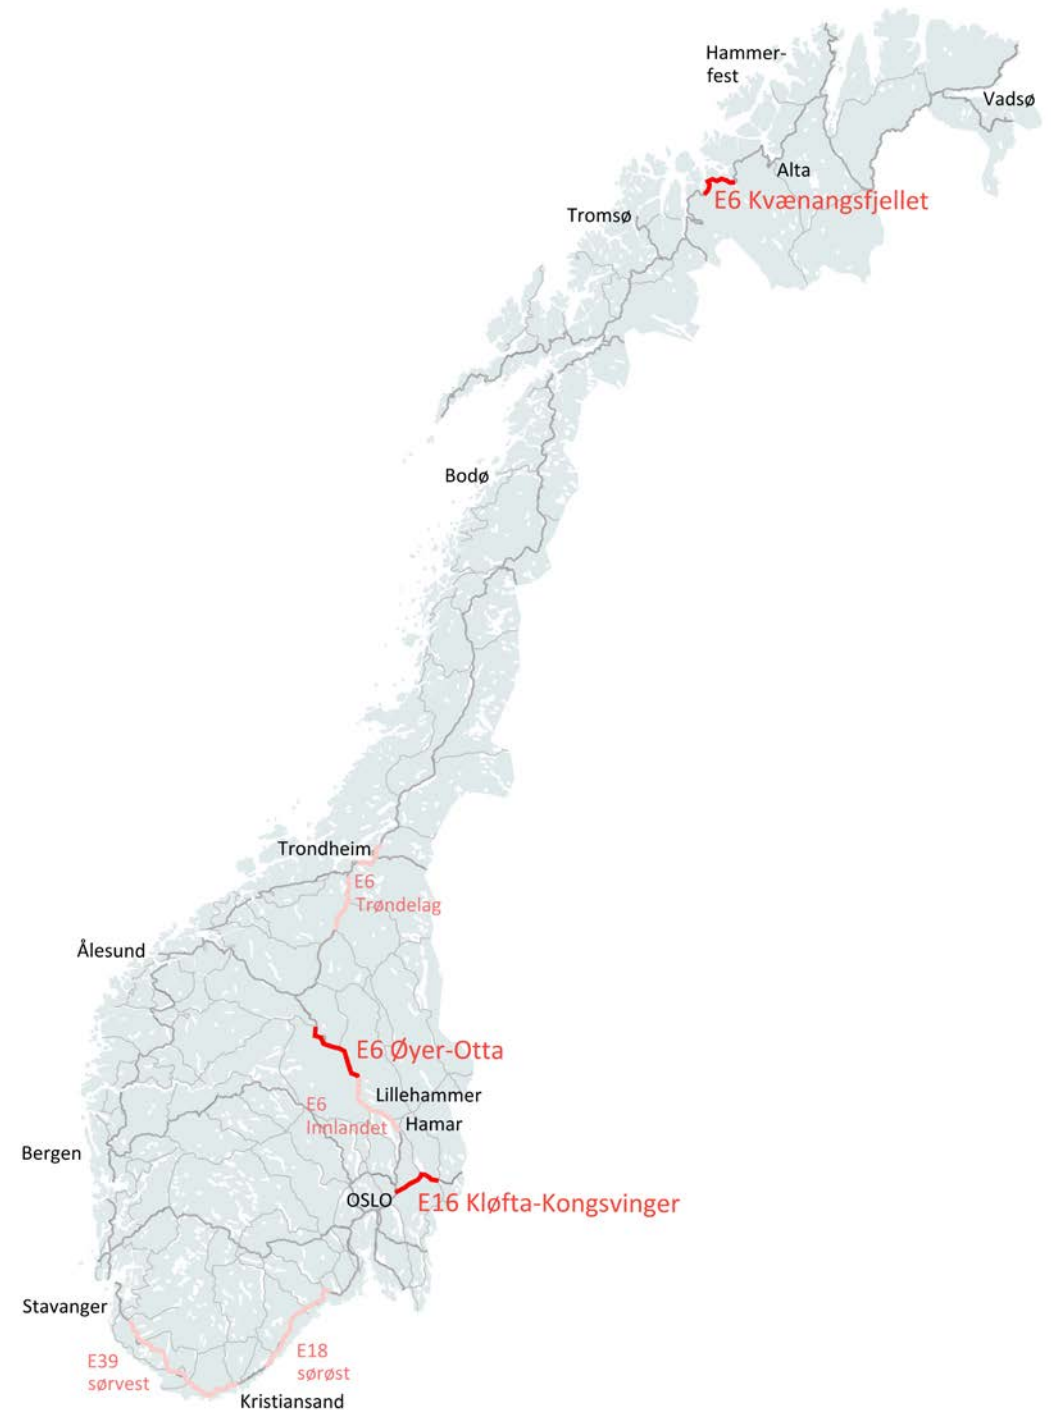 Hammer-
fest
Vadsø
Alta
E6 Kvænangsfjellet
Tromsø
Bodø
Trondheim
E6
Trøndelag
Ålesund
E6 Øyer-Otta
Lillehammer
E6
Innlandet
Hamar
Bergen
OSLO
E16 Kløfta-Kongsvinger
Stavanger
E18
sørøst
E39
sørvest
Kristiansand